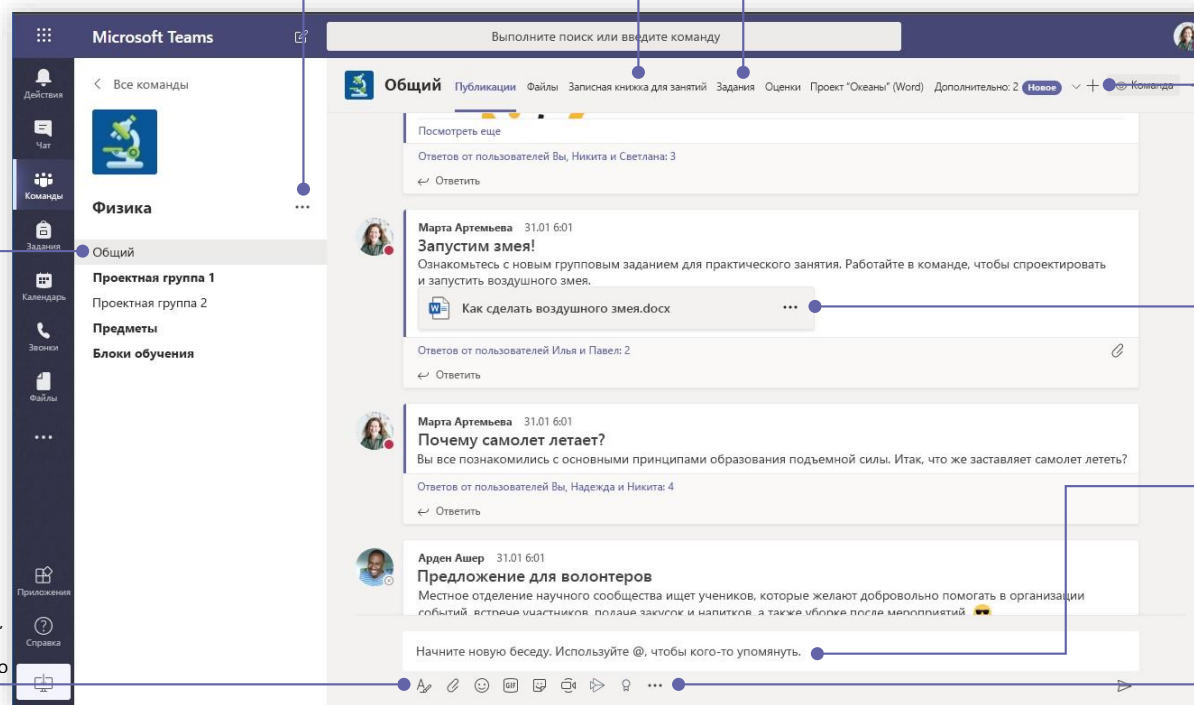 Microsoft Teams
Выполните поиск или введите команду
Действия
Чат
Команды
Задания
Календарь
Звонки
Файлы
Приложения
Справка
Все команды
Физика
Общий
Проектная группа 1
Проектная группа 2
Предметы
Блоки обучения
Общий Публикации Файлы Записная книжка для занятий Задания Оценки Проект "Океаны" (Word) Дополнительно: 2 Новое Команда
Посмотреть еще
Ответов от пользователей Вы, Никита и Светлана: 3
Ответить
Марта Артемьева 31.01 6:01
Запустим змея!
Ознакомьтесь с новым групповым заданием для практического занятия. Работайте в команде, чтобы спроектировать
и запустить воздушного змея.
Как сделать воздушного змея.docx
Ответов от пользователей Илья и Павел: 2
Ответить
Марта Артемьева 31.01 6:01
Почему самолет летает?
Вы все познакомились с основными принципами образования подъемной силы. Итак, что же заставляет самолет лететь?
Ответов от пользователей Вы, Надежда и Никита: 4
Ответить
Арден Ашер 31.01 6:01
Предложение для волонтеров
Местное отделение научного сообщества ищет учеников, которые желают добровольно помогать в организации
событий, встрече участников, подаче закусок и напитков, а также уборке после мероприятий.
Начните новую беседу. Используйте @, чтобы кого-то упомянуть.
GIF